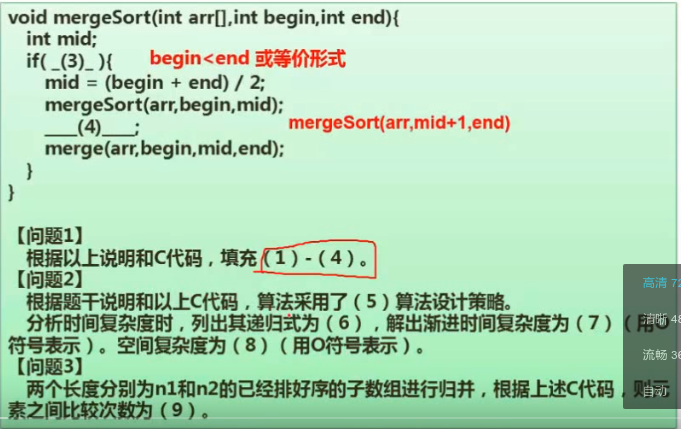 void mergeSort(int arr[],int begin,int end){
int mid;
if( _(3)_ ){ begin<end 或等价形式
mid = (begin + end) / 2;
mergeSort(arr,begin,mid);
____(4)____; mergeSort(arr,mid+1,end)
merge(arr,begin,mid,end);
}
}
【问题1】
根据以上说明和C代码，填充（1）-（4）。
【问题2】
根据题干说明和以上C代码，算法采用了（5）算法设计策略。
分析时间复杂度时，列出其递归式为（6），解出渐进时间复杂度为（7）（用O
符号表示）。空间复杂度为（8）（用O符号表示）。
【问题3】
两个长度分别为n1和n2的已经排好序的子数组进行归并，根据上述C代码，则元
素之间比较次数为（9）。
高清 72
清晰 48
流畅 36
自动